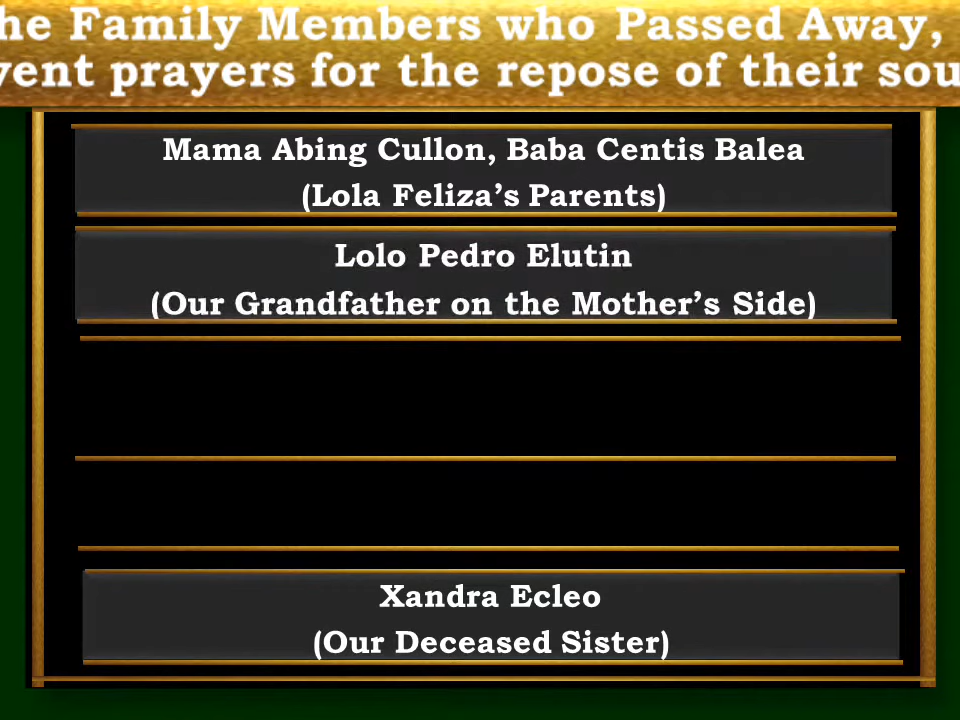 he Family Members who Passed Away,
vent prayers for the repose of their sou
Mama Abing Cullon, Baba Centis Balea
(Lola Feliza's Parents)
Lolo Pedro Elutin
(Our Grandfather on the Mother's Side)
Xandra Ecleo
(Our Deceased Sister)